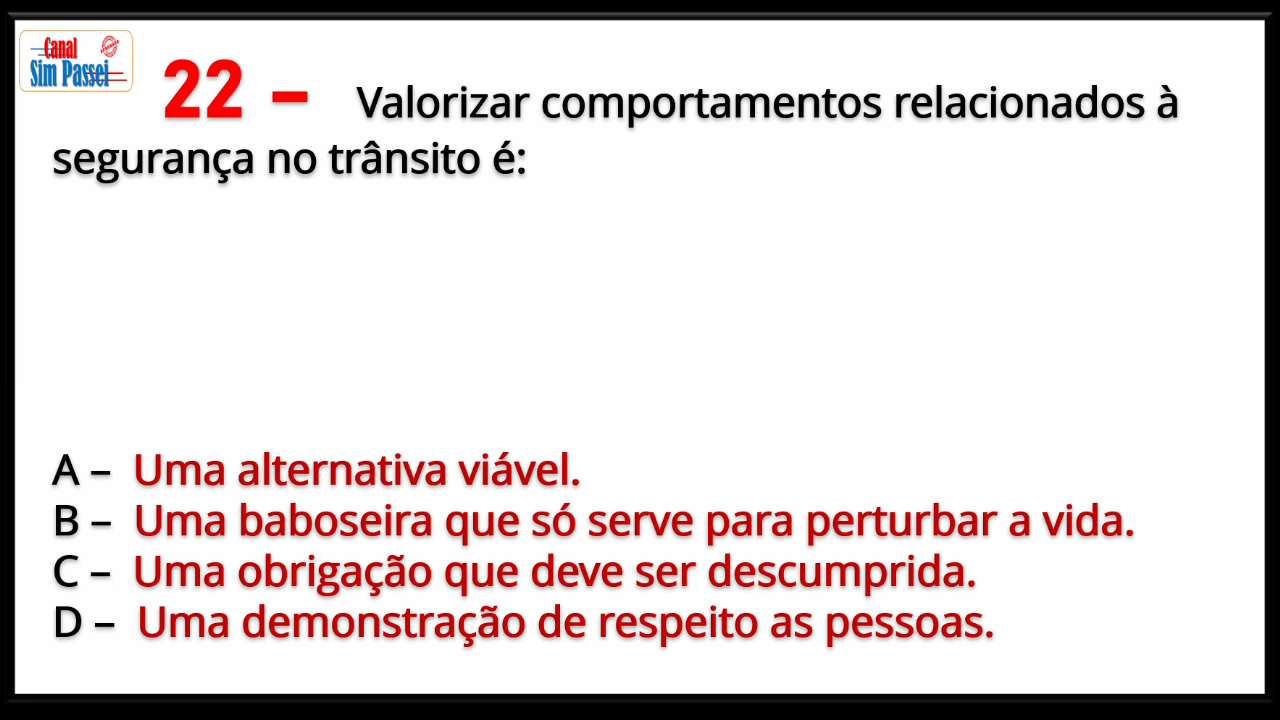 Canal
Sim Passei
22 – Valorizar comportamentos relacionados à
segurança no trânsito é:
A – Uma alternativa viável.
B – Uma baboseira que só serve para perturbar a vida.
C – Uma obrigação que deve ser descumprida.
D – Uma demonstração de respeito as pessoas.